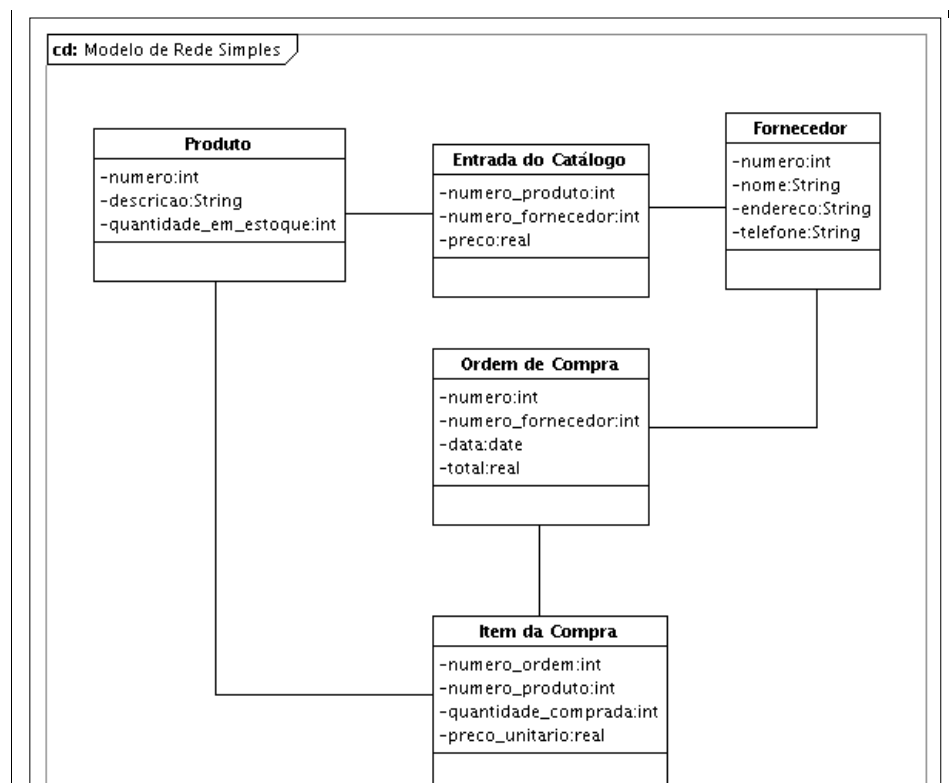 cd: Modelo de Rede Simples
Produto
-numero:int
-descricao:String
-quantidade_em_estoque:int
Entrada do Catálogo
-numero_produto:int
-numero_fornecedor:int
-preco:real
Fornecedor
-numero:int
-nome:String
-endereco:String
-telefone:String
Ordem de Compra
-numero:int
-numero_fornecedor:int
-data:date
-total:real
Item da Compra
-numero_ordem:int
-numero_produto:int
-quantidade_comprada:int
-preco_unitario:real